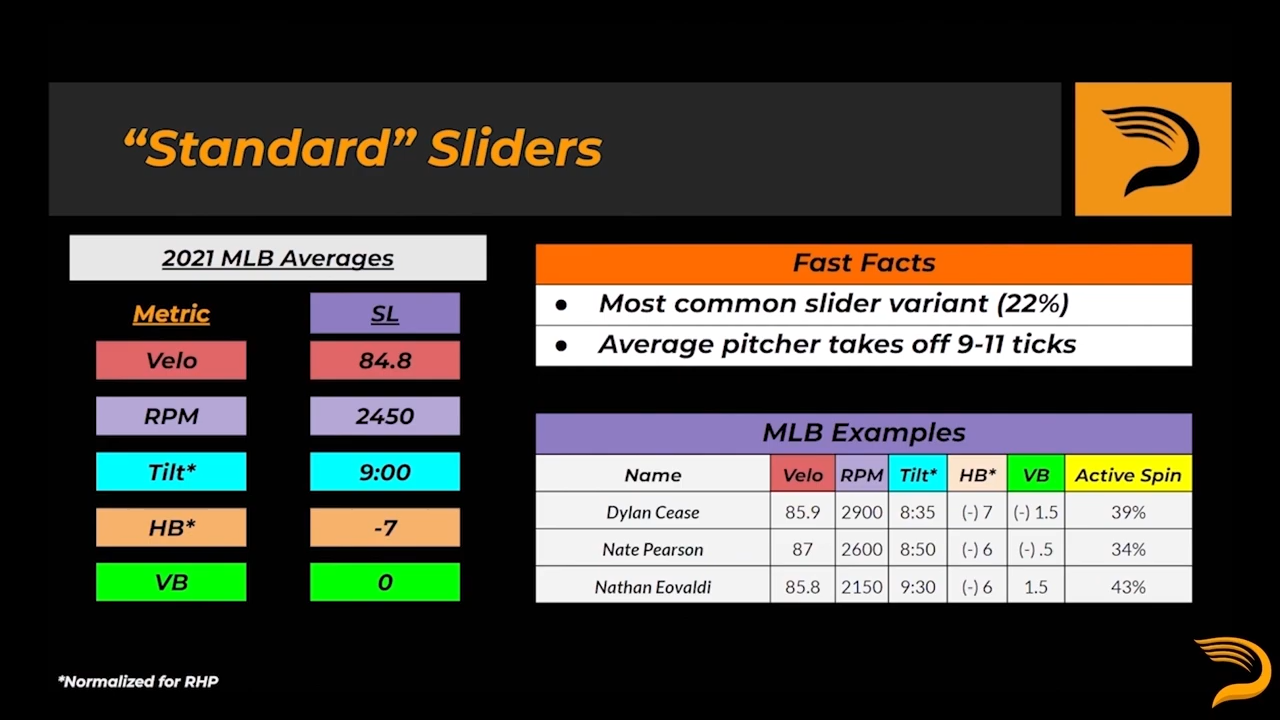 “Standard” Sliders
2021 MLB Averages
Metric SL
Velo 84.8
RPM 2450
Tilt* 9:00
HB* -7
VB 0
Fast Facts
● Most common slider variant (22%)
● Average pitcher takes off 9-11 ticks
MLB Examples
Name Velo RPM Tilt* HB* VB Active Spin
Dylan Cease 85.9 2900 8:35 (-) 7 (-) 1.5 39%
Nate Pearson 87 2600 8:50 (-) 6 (-) .5 34%
Nathan Eovaldi 85.8 2150 9:30 (-) 6 1.5 43%
*Normalized for RHP